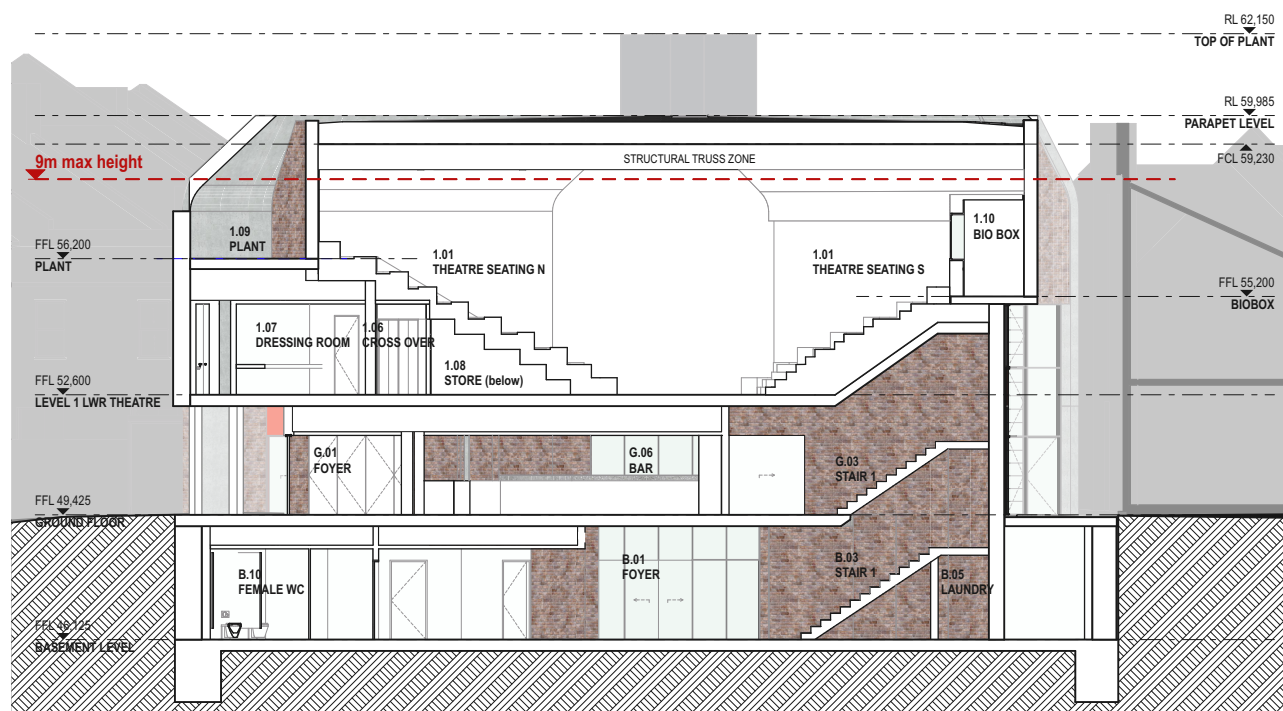 RL 62,150
TOP OF PLANT
RL 59,985
PARAPET LEVEL
9m max height
STRUCTURAL TRUSS ZONE
FCL 59,230
1.09
PLANT
1.10
BIO BOX
FFL 56,200
PLANT
1.01
THEATRE SEATING N
1.01
THEATRE SEATING S
FFL 55,200
BIOBOX
1.07
DRESSING ROOM
1.06
CROSS OVER
1.08
STORE (below)
FFL 52,600
LEVEL 1 LWR THEATRE
G.01
FOYER
G.06
BAR
G.03
STAIR 1
FFL 49,425
GROUND FLOOR
B.10
FEMALE WC
B.01
FOYER
B.03
STAIR 1
B.05
LAUNDRY
FFL 46,125
BASEMENT LEVEL